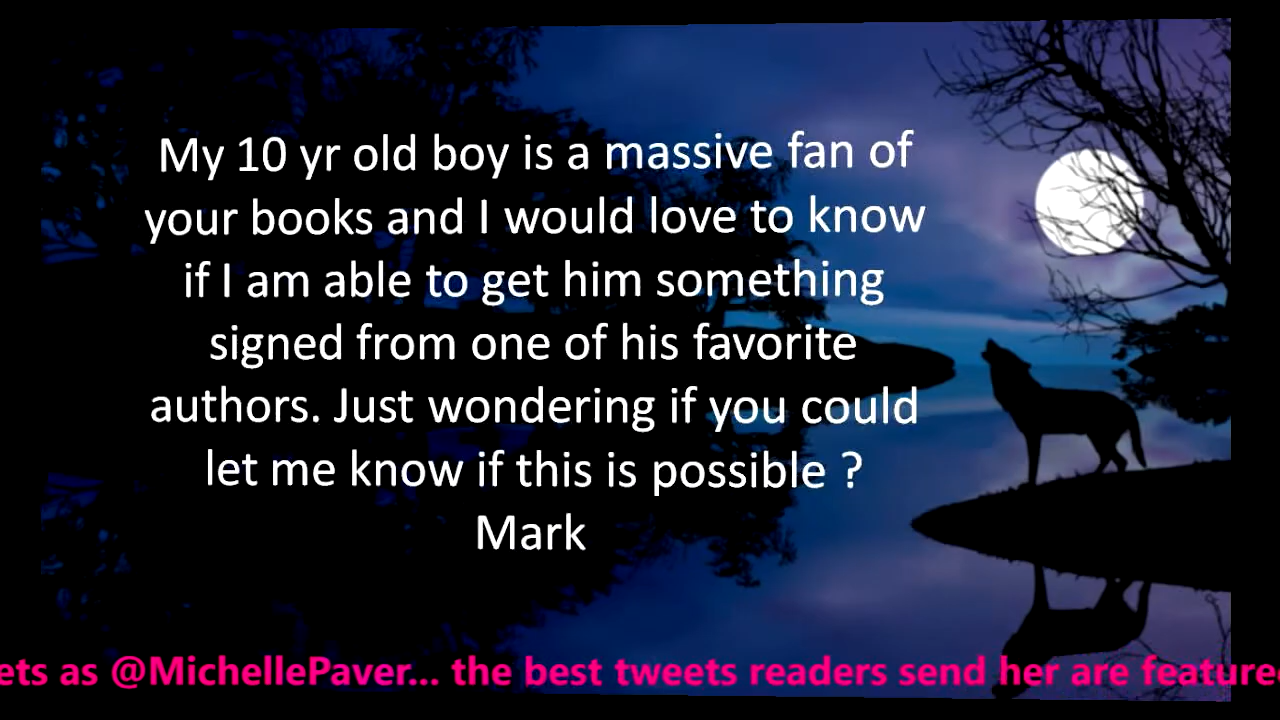 My 10 yr old boy is a massive fan of
your books and I would love to know
if I am able to get him something
signed from one of his favorite
authors. Just wondering if you could
let me know if this is possible ?
Mark
ets as @MichellePaver... the best tweets readers send her are feature